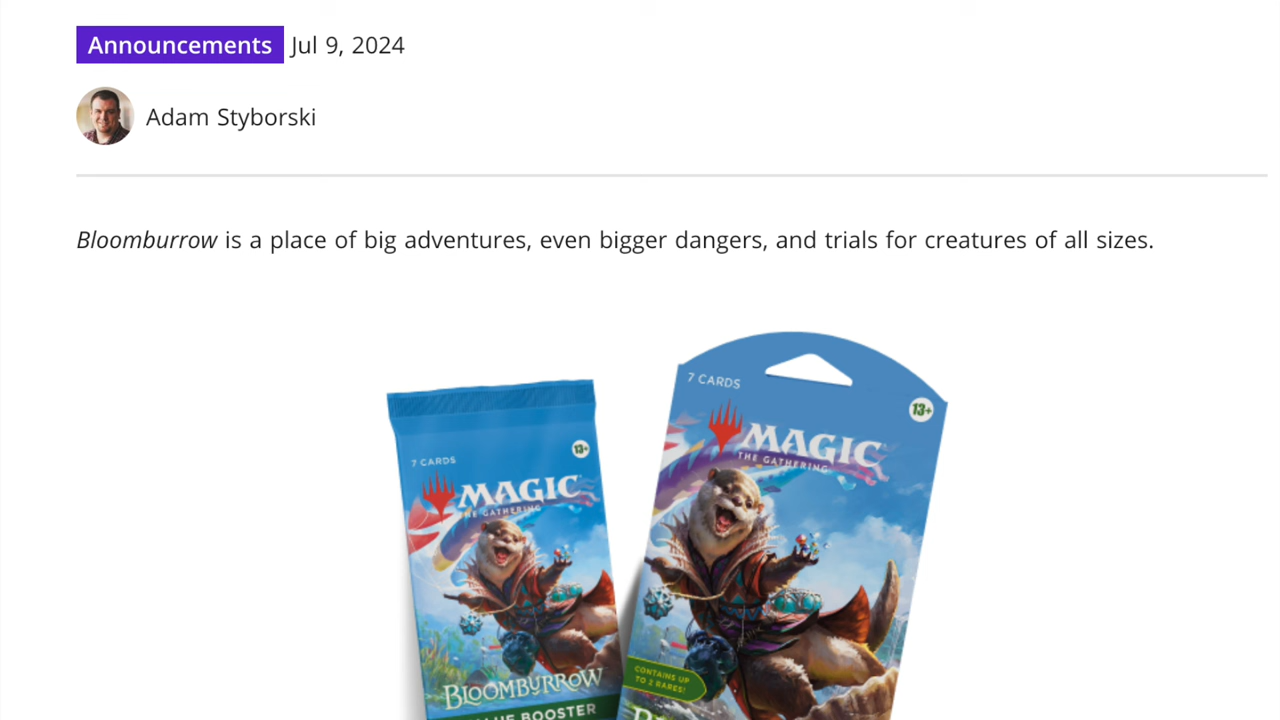 Announcements Jul 9, 2024
Adam Styborski
Bloomburrow is a place of big adventures, even bigger dangers, and trials for creatures of all sizes.
7 CARDS
13+
MAGIC
THE GATHERING
BLOOMBURROW
BOOSTER
7 CARDS
13+
MAGIC
THE GATHERING
CONTAINS UP
TO 2 RARES!